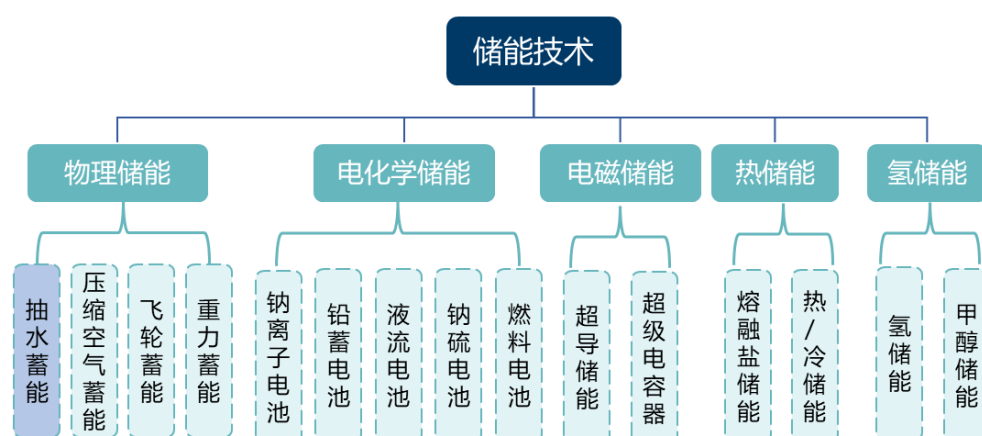 储能技术
物理储能
电化学储能
电磁储能
热储能
氢储能
抽水蓄能
压缩空气蓄能
飞轮蓄能
重力蓄能
钠离子电池
铅蓄电池
液流电池
钠硫电池
燃料电池
超导储能
超级电容器
熔融盐储能
热/冷储能
氢储能
甲醇储能